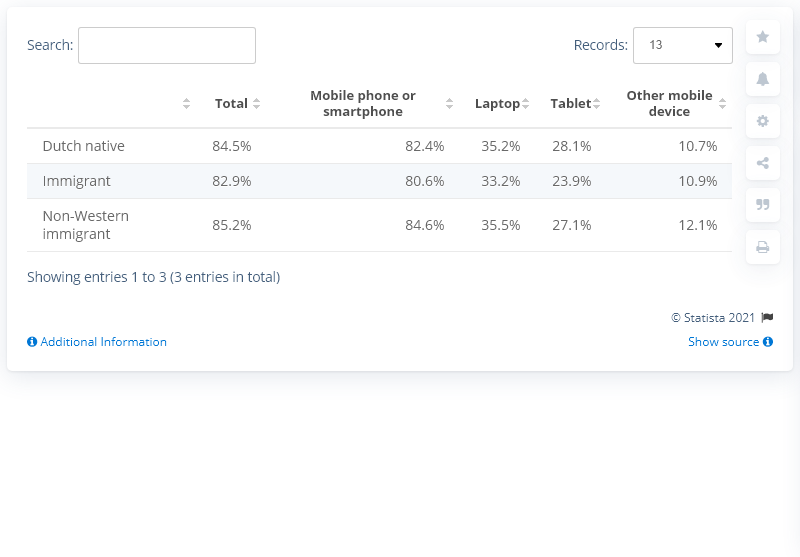 Search:
Records: 13
Total Mobile phone or smartphone Laptop Tablet Other mobile device
Dutch native 84.5% 82.4% 35.2% 28.1% 10.7%
Immigrant 82.9% 80.6% 33.2% 23.9% 10.9%
Non-Western immigrant 85.2% 84.6% 35.5% 27.1% 12.1%
Showing entries 1 to 3 (3 entries in total)
© Statista 2021
Additional Information
Show source